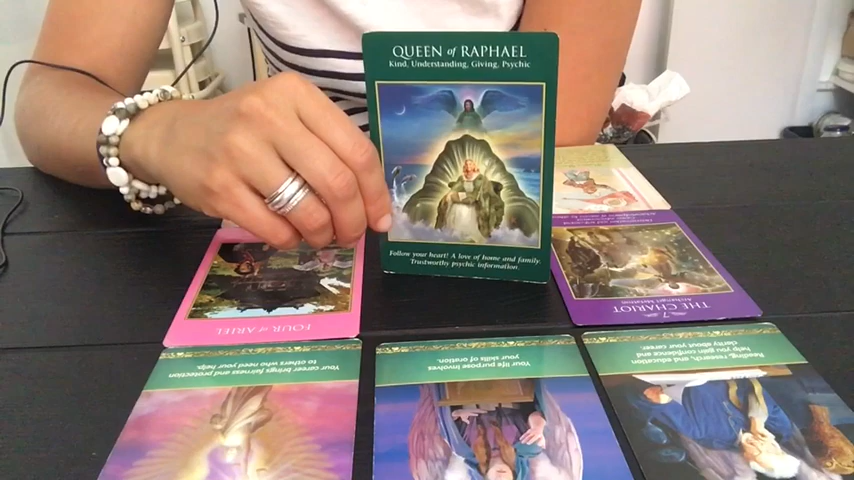 QUEEN of RAPHAEL
Kind, Understanding, Giving, Psychic
Follow your heart! A love of home and family.
Trustworthy psychic information.
FOUR of ARIEL
7
THE CHARIOT
Archangel Metatron
Your career brings fairness and protection
to others who need your help.
Your life purpose involves
your skills of oration.
Reading, research, and education
help you gain confidence and
clarity about your career.